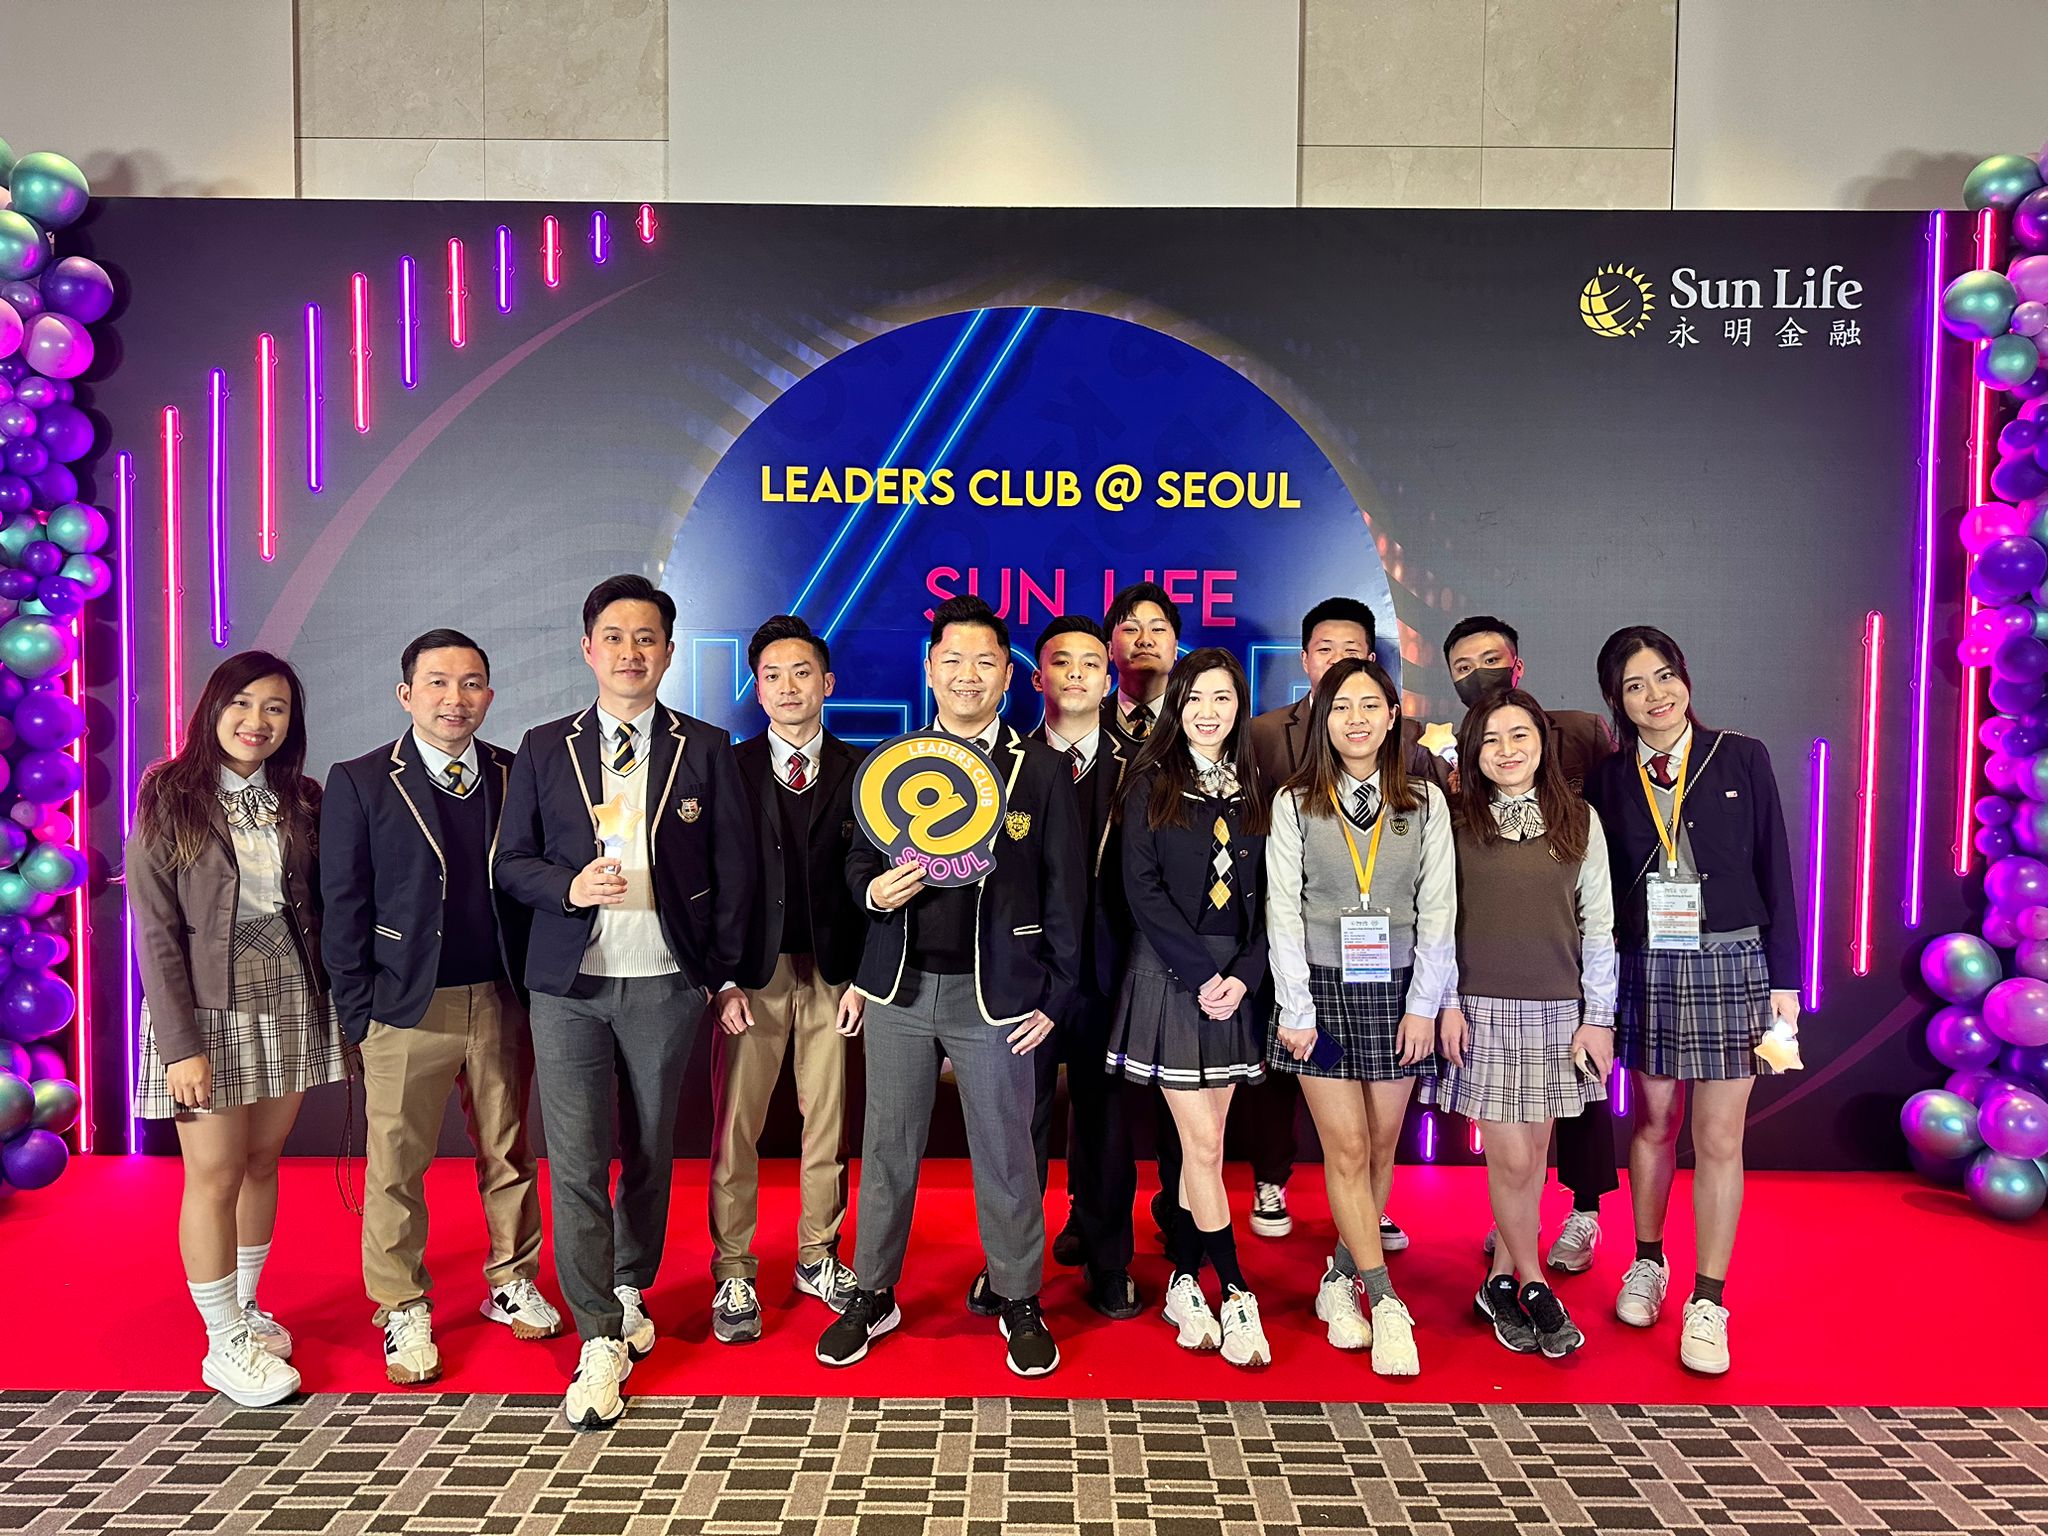 Sun Life
永明金融
LEADERS CLUB @ SEOUL
SUN LIFE
LEADERS CLUB
@
SEOUL